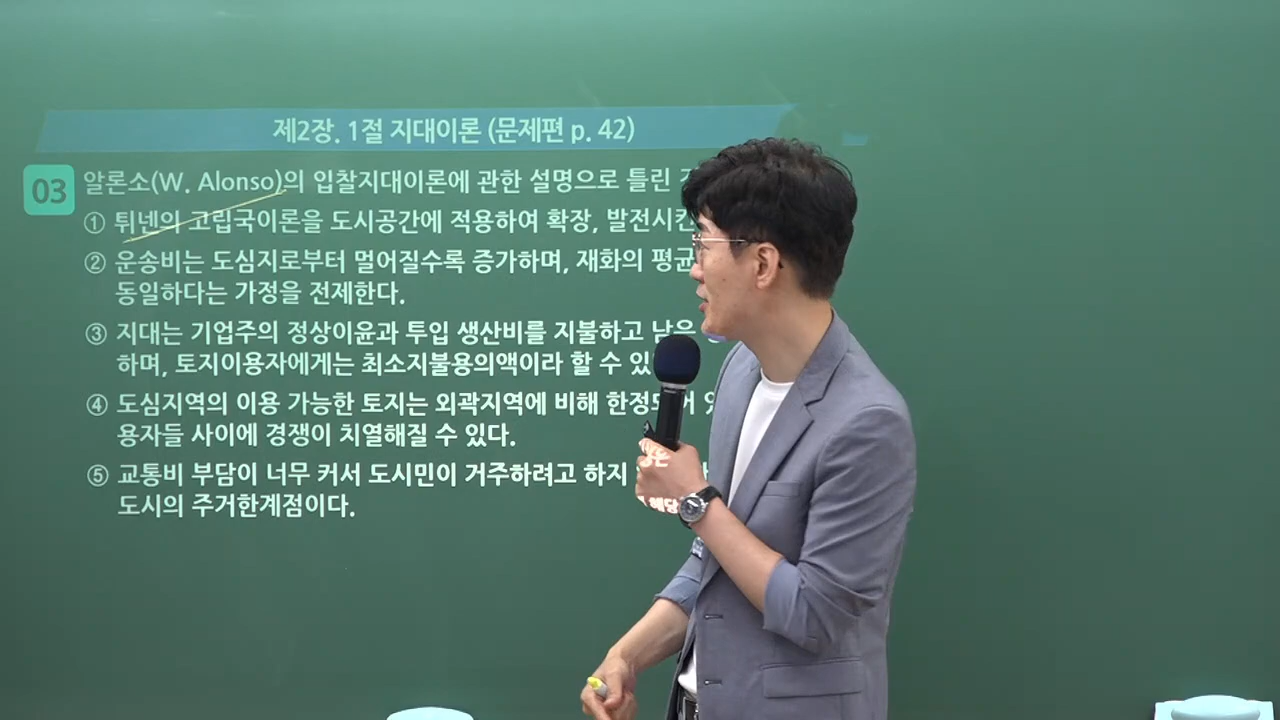 제2장. 1절 지대이론 (문제편 p. 42)
03 알론소(W. Alonso)의 입찰지대이론에 관한 설명으로 틀린
① 튀넨의 고립국이론을 도시공간에 적용하여 확장, 발전시킨
② 운송비는 도심지로부터 멀어질수록 증가하며, 재화의 평균
동일하다는 가정을 전제한다.
③ 지대는 기업주의 정상이윤과 투입 생산비를 지불하고 남은
하며, 토지이용자에게는 최소지불용의액이라 할 수 있
④ 도심지역의 이용 가능한 토지는 외곽지역에 비해 한정되어 있
용자들 사이에 경쟁이 치열해질 수 있다.
⑤ 교통비 부담이 너무 커서 도시민이 거주하려고 하지
도시의 주거한계점이다.